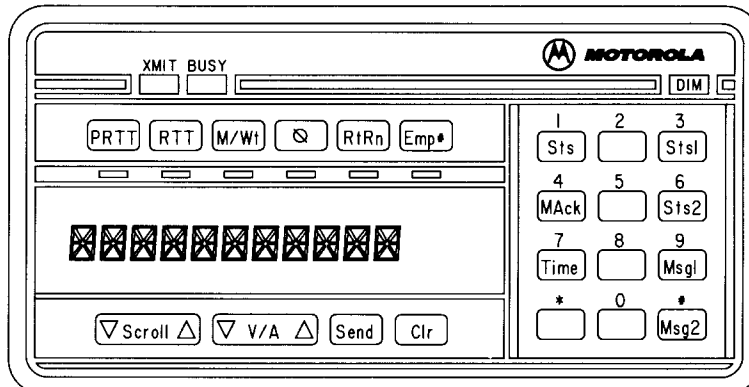 MOTOROLA
XMIT BUSY
DIM
PRTT RTT M/Wt RtRn Emp#
1 2 3
Sts Stsl
4 5 6
MAck Sts2
7 8 9
Time Msgl
* 0 #
Msg2
Scroll V/A Send Clr